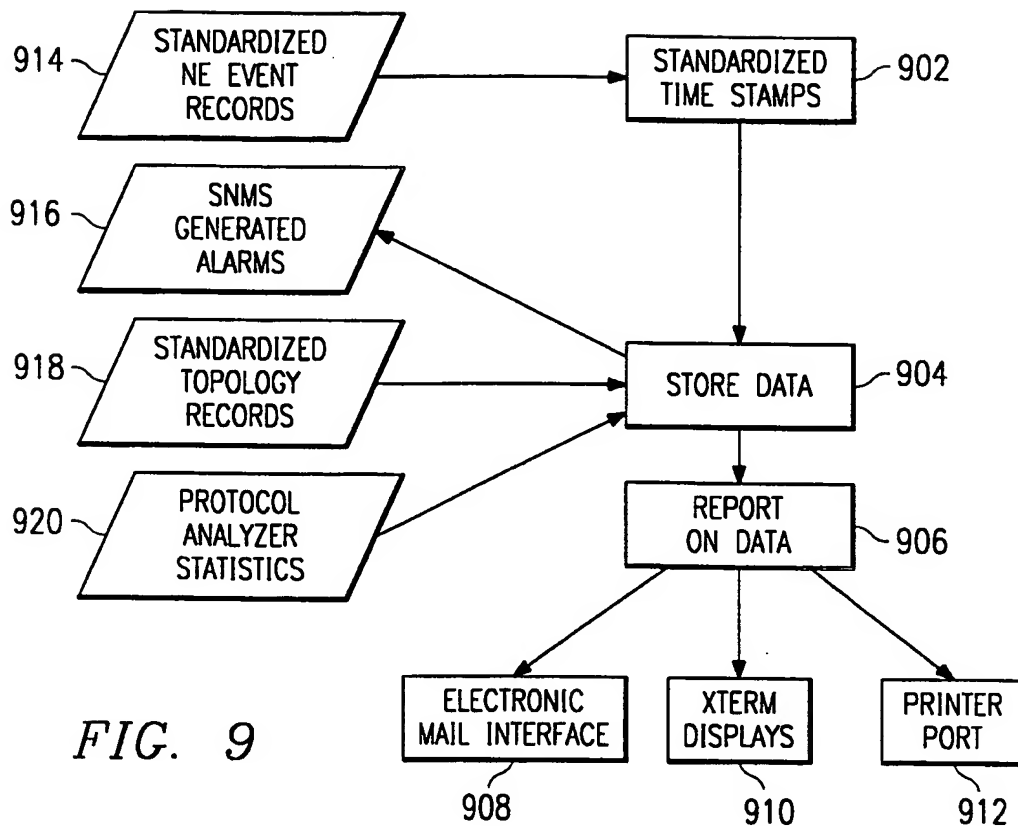 914
STANDARDIZED
NE EVENT
RECORDS
STANDARDIZED
TIME STAMPS
902
916
SNMS
GENERATED
ALARMS
918
STANDARDIZED
TOPOLOGY
RECORDS
STORE DATA
904
920
PROTOCOL
ANALYZER
STATISTICS
REPORT
ON DATA
906
ELECTRONIC
MAIL INTERFACE
XTERM
DISPLAYS
PRINTER
PORT
908
910
912
FIG. 9